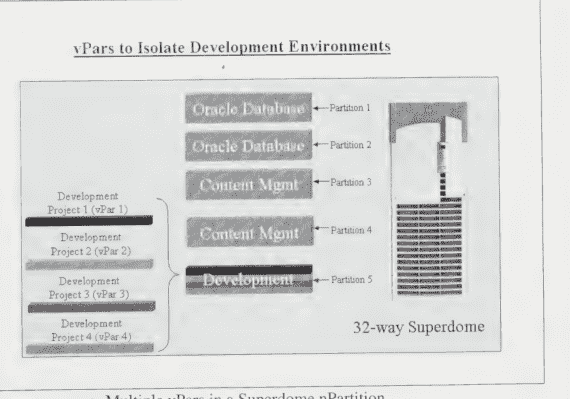 vPars to Isolate Development Environments
Oracle Database
Partition 1
Oracle Database
Partition 2
Content Mgmt
Partition 3
Content Mgmt
Partition 4
Development
Partition 5
Development
Project 1 (vPar 1)
Development
Project 2 (vPar 2)
Development
Project 3 (vPar 3)
Development
Project 4 (vPar 4)
32-way Superdome
Multiple vPars in a Superdome nPartition